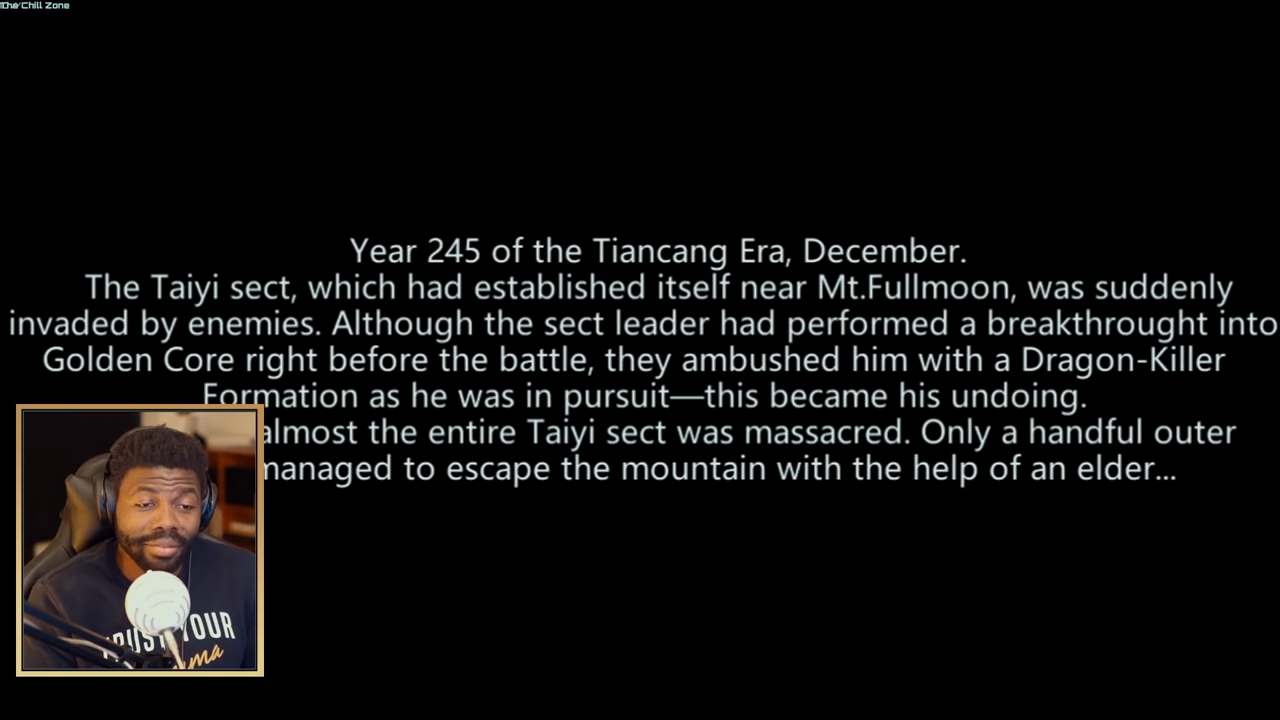 The Chill Zone
Year 245 of the Tiancang Era, December.
The Taiyi sect, which had established itself near Mt.Fullmoon, was suddenly
invaded by enemies. Although the sect leader had performed a breakthrought into
Golden Core right before the battle, they ambushed him with a Dragon-Killer
Formation as he was in pursuit—this became his undoing.
almost the entire Taiyi sect was massacred. Only a handful outer
managed to escape the mountain with the help of an elder...
YOUR